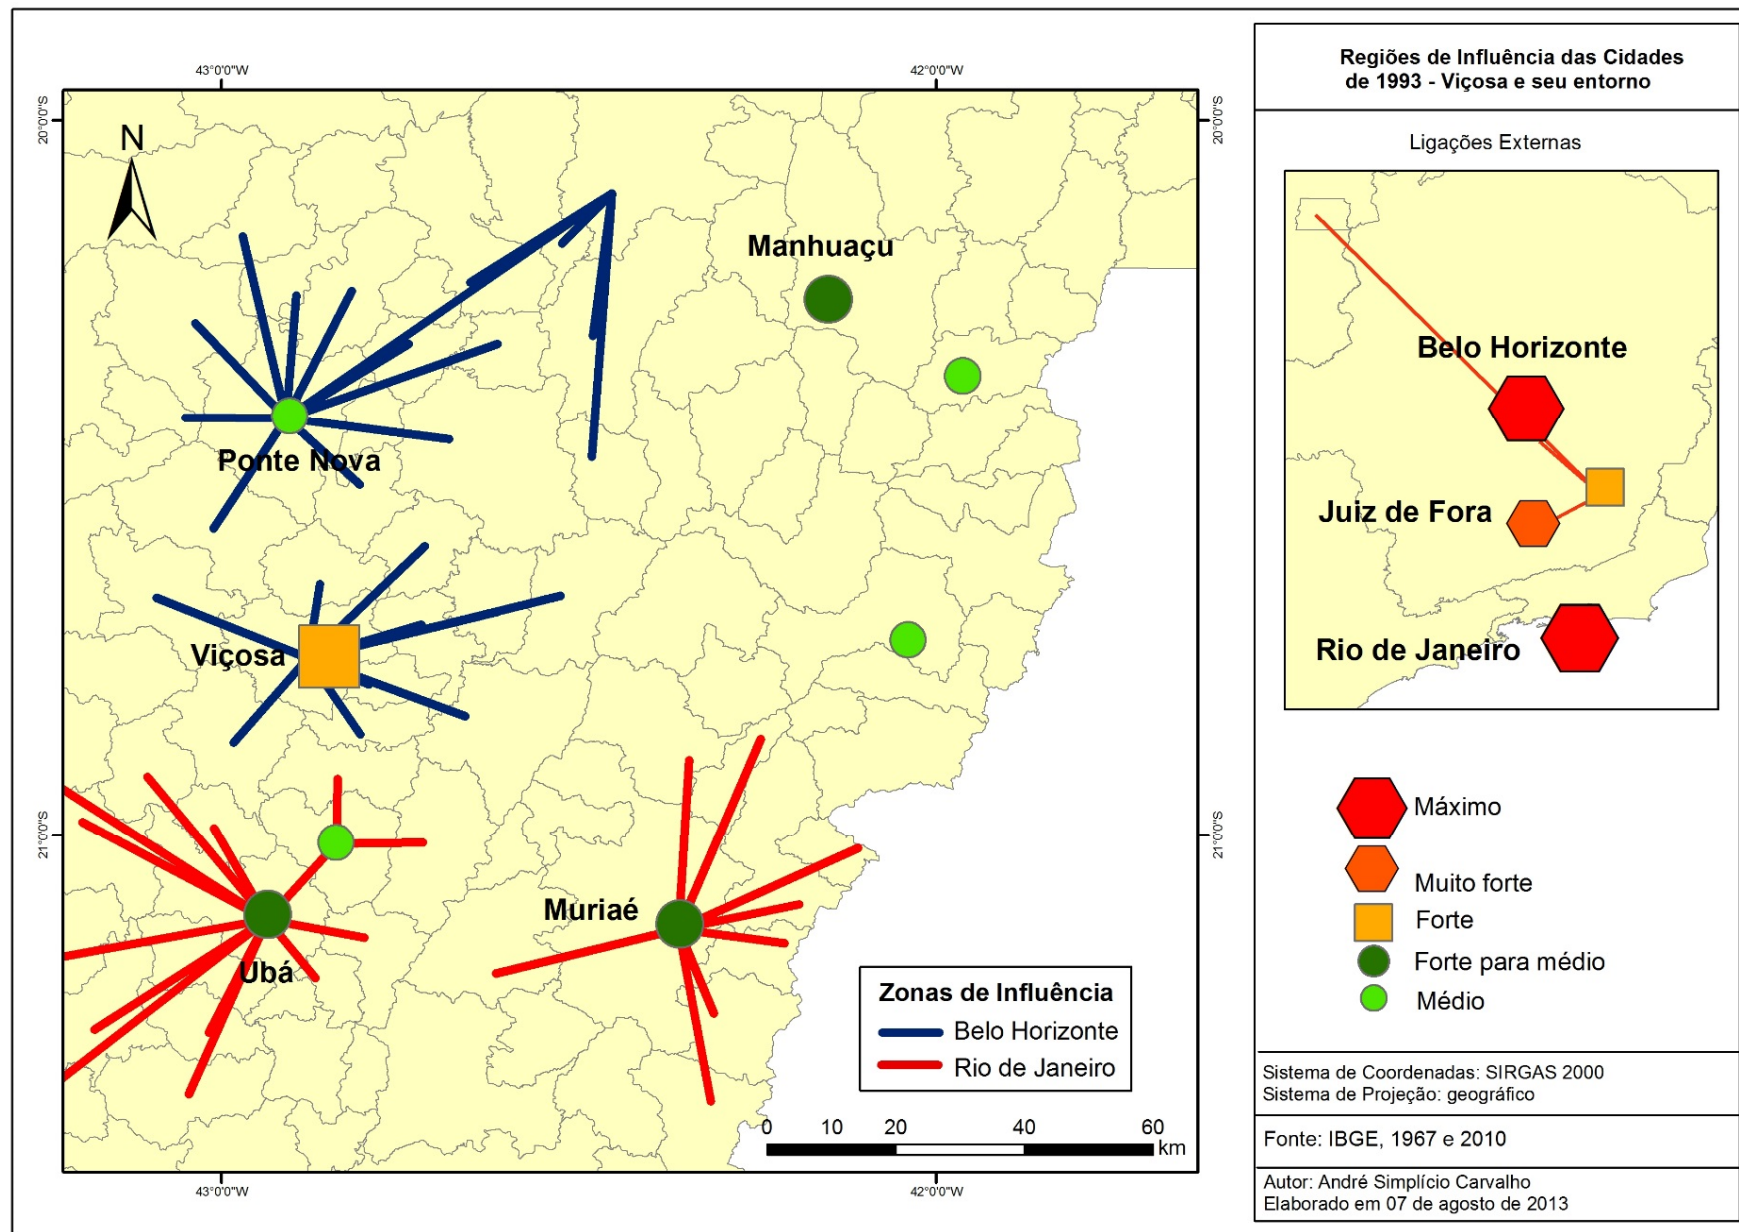 43°0'0"W
42°0'0"W
20°0'0"S
20°0'0"S
N
Manhuaçu
Ponte Nova
Viçosa
Muriaé
Ubá
21°0'0"S
21°0'0"S
Zonas de Influência
Belo Horizonte
Rio de Janeiro
0 10 20 40 60
km
43°0'0"W
42°0'0"W
Regiões de Influência das Cidades
de 1993 - Viçosa e seu entorno
Ligações Externas
Belo Horizonte
Juiz de Fora
Rio de Janeiro
Máximo
Muito forte
Forte
Forte para médio
Médio
Sistema de Coordenadas: SIRGAS 2000
Sistema de Projeção: geográfico
Fonte: IBGE, 1967 e 2010
Autor: André Simplício Carvalho
Elaborado em 07 de agosto de 2013